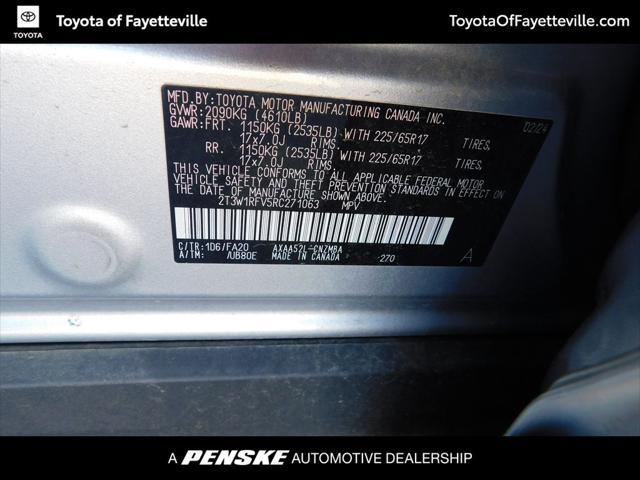 TOYOTA
Toyota of Fayetteville
ToyotaOfFayetteville.com
MFD. BY: TOYOTA MOTOR MANUFACTURING CANADA INC.
GVWR: 2090KG (4610LB) 02/24
GAWR: FRT. 1150KG (2535LB) WITH 225/65R17 TIRES,
17x7.0J RIMS,
RR. 1150KG (2535LB) WITH 225/65R17 TIRES,
17x7.0J RIMS.
THIS VEHICLE CONFORMS TO ALL APPLICABLE FEDERAL MOTOR
VEHICLE SAFETY AND THEFT PREVENTION STANDARDS IN EFFECT ON
THE DATE OF MANUFACTURE SHOWN ABOVE.
2T3W1RFV5RC271063 MPV
C/TR: 1D6/FA20 AXAA52L-CNZMBA
A/TM: /UB80E MADE IN CANADA 270 A
A PENSKE AUTOMOTIVE DEALERSHIP